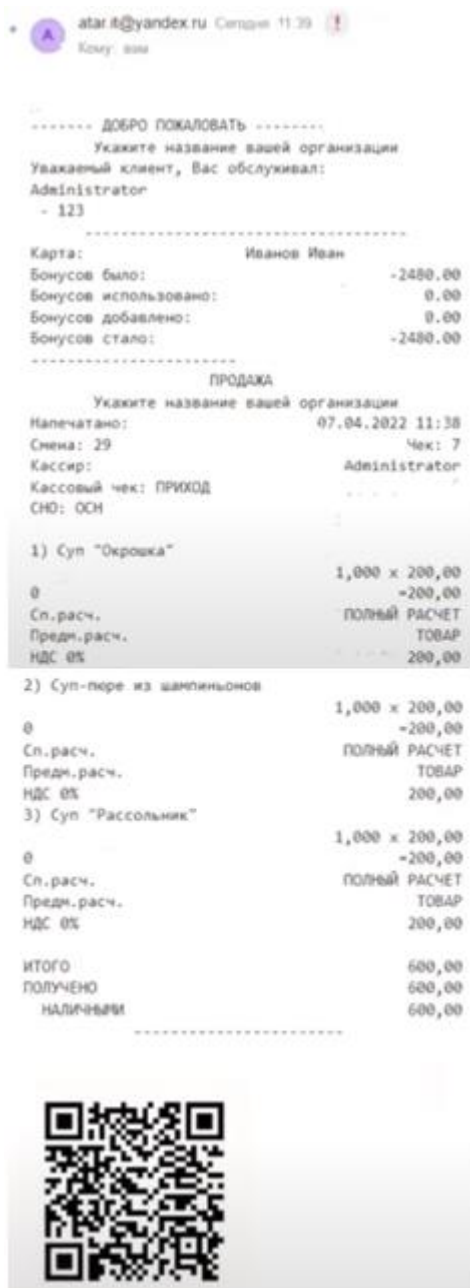 A
atar.it@yandex.ru Сегодня 11:39 !
Кому: вам
------- ДОБРО ПОЖАЛОВАТЬ -------
Укажите название вашей организации
Уважаемый клиент, Вас обслуживал:
Administrator
- 123
-----------------------------------
Карта: Иванов Иван
Бонусов было: -2480.00
Бонусов использовано: 0.00
Бонусов добавлено: 0.00
Бонусов стало: -2480.00
-----------------------
ПРОДАЖА
Укажите название вашей организации
Напечатано: 07.04.2022 11:38
Смена: 29 Чек: 7
Кассир: Administrator
Кассовый чек: ПРИХОД
СНО: ОСН
1) Суп "Окрошка"
1,000 x 200,00
0 =200,00
Сп.расч. ПОЛНЫЙ РАСЧЕТ
Предм.расч. ТОВАР
НДС 0% 200,00
2) Суп-пюре из шампиньонов
1,000 x 200,00
0 =200,00
Сп.расч. ПОЛНЫЙ РАСЧЕТ
Предм.расч. ТОВАР
НДС 0% 200,00
3) Суп "Рассольник"
1,000 x 200,00
0 =200,00
Сп.расч. ПОЛНЫЙ РАСЧЕТ
Предм.расч. ТОВАР
НДС 0% 200,00
ИТОГО 600,00
ПОЛУЧЕНО 600,00
НАЛИЧНЫМИ 600,00
-----------------------